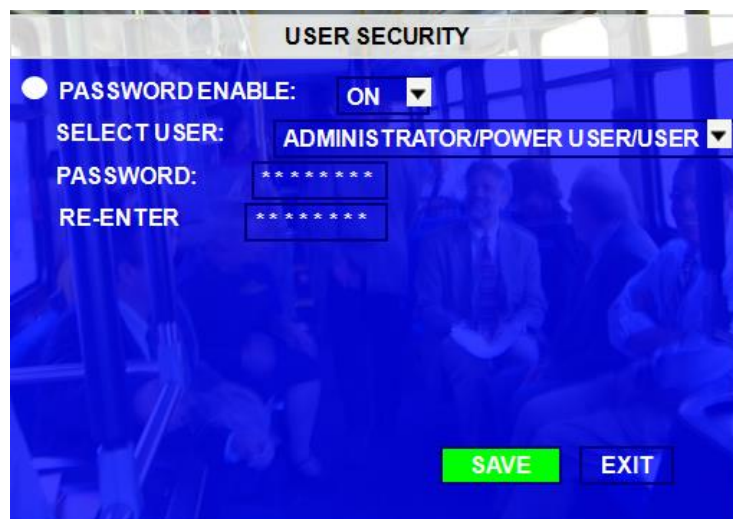 USER SECURITY
PASSWORD ENABLE: ON
SELECT USER: ADMINISTRATOR/POWER USER/USER
PASSWORD: ********
RE-ENTER ********
SAVE EXIT